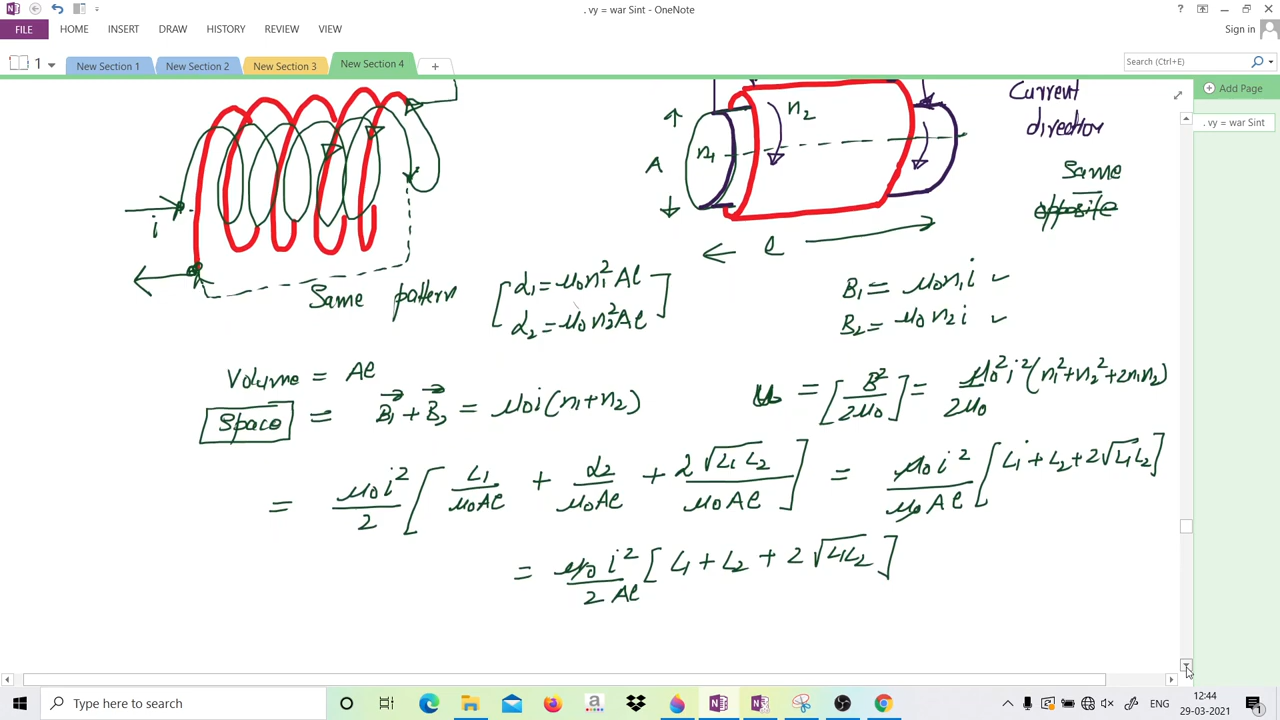 . vy = war Sint - OneNote
? 
FILE HOME INSERT DRAW HISTORY REVIEW VIEW
Sign in
1 New Section 1 New Section 2 New Section 3 New Section 4 +
Search (Ctrl+E)
Add Page
. vy = war Sint
Current
direction
Same
opposite
i
n₂
n₁
A
l
Same pattern
[ L₁ = μ₀n₁²Al
L₂ = μ₀n₂²Al ]
B₁ = μ₀n₁i ✓
B₂ = μ₀n₂i ✓
Volume = Al
Space = B₁⃗ + B₂⃗ = μ₀i(n₁+n₂)
= [B²/2μ₀] = μ₀²i²(n₁²+n₂²+2n₁n₂)/2μ₀
= μ₀i²/2 [ L₁/μ₀Al + L₂/μ₀Al + 2√L₁L₂/μ₀Al ] = μ₀i²/μ₀Al [L₁+L₂+2√L₁L₂]
= μ₀i²/2Al [L₁ + L₂ + 2√L₁L₂]
Type here to search
12:44
29-03-2021